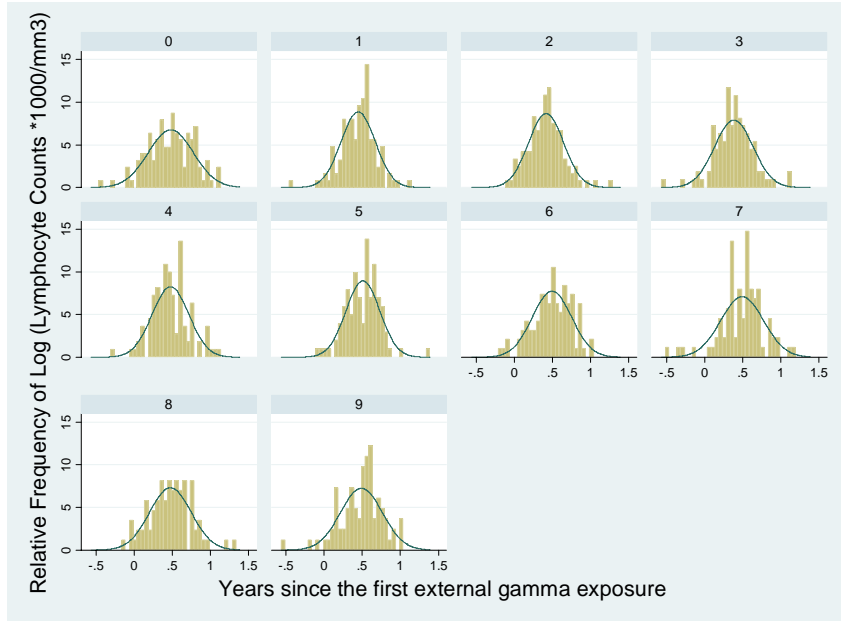 Relative Frequency of Log (Lymphocyte Counts *1000/mm3)
0 1 2 3
15
10
5
0
4 5 6 7
15
10
5
0
-.5 0 .5 1 1.5 -.5 0 .5 1 1.5
8 9
15
10
5
0
-.5 0 .5 1 1.5 -.5 0 .5 1 1.5
Years since the first external gamma exposure